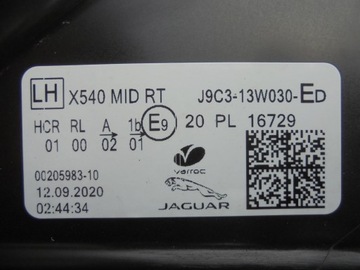 LH X540 MID RT J9C3-13W030-ED
HCR RL A 1b E9 20 PL 16729
01 00 02 01
00205983-10
12.09.2020
02:44:34
varroc
JAGUAR